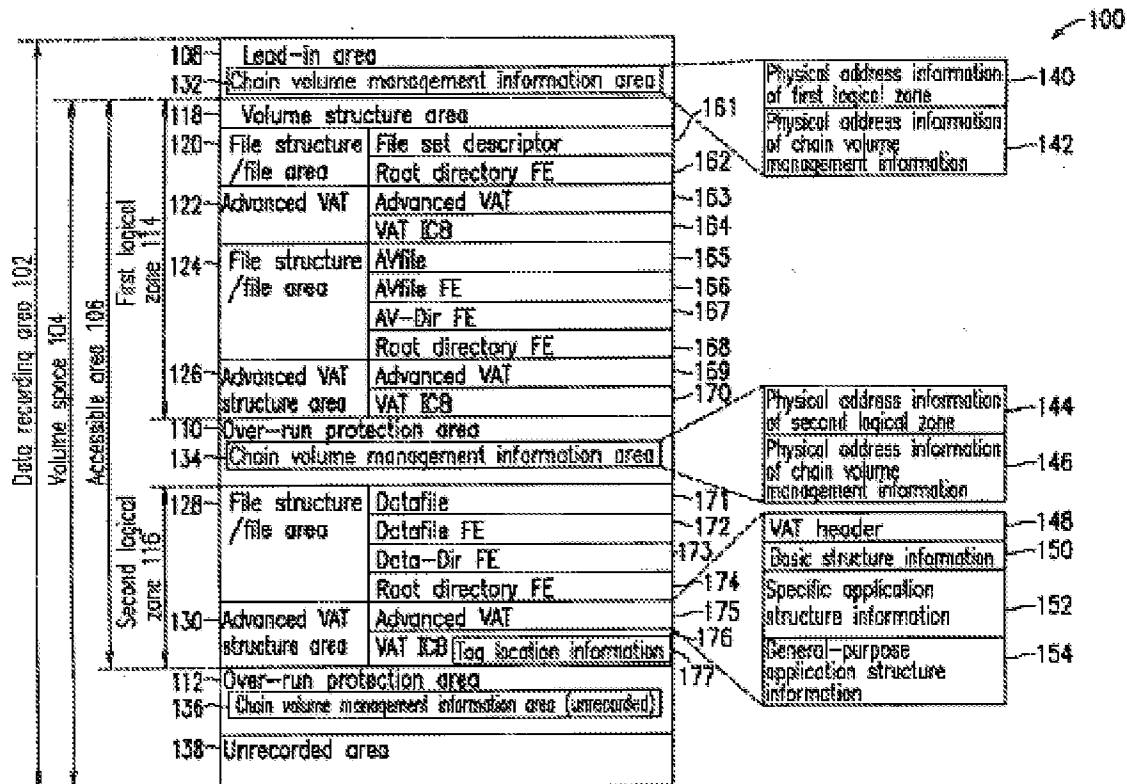 100
Data recording area 102
Volume space 104
Accessible area 106
First logical zone 114
Second logical zone 116
108 Lead-in area
132 Chain volume management information area
118 Volume structure area
120 File structure /file area
File set descriptor 161
Root directory FE 162
122 Advanced VAT
Advanced VAT 163
VAT ICB 164
124 File structure /file area
AVfile 165
AVfile FE 166
AV-Dir FE 167
Root directory FE 168
126 Advanced VAT structure area
Advanced VAT 169
VAT ICB 170
110 Over-run protection area
134 Chain volume management information area
128 File structure /file area
Datafile 171
Datafile FE 172
Data-Dir FE 173
Root directory FE 174
130 Advanced VAT structure area
Advanced VAT 175
VAT ICB 176
Tag location information 177
112 Over-run protection area
136 Chain volume management information area (unrecorded)
138 Unrecorded area
Physical address information
of first logical zone 140
Physical address information
of chain volume
management information 142
Physical address information
of second logical zone 144
Physical address information
of chain volume
management information 146
VAT header 148
Basic structure information 150
Specific application
structure information 152
General-purpose
application structure
information 154